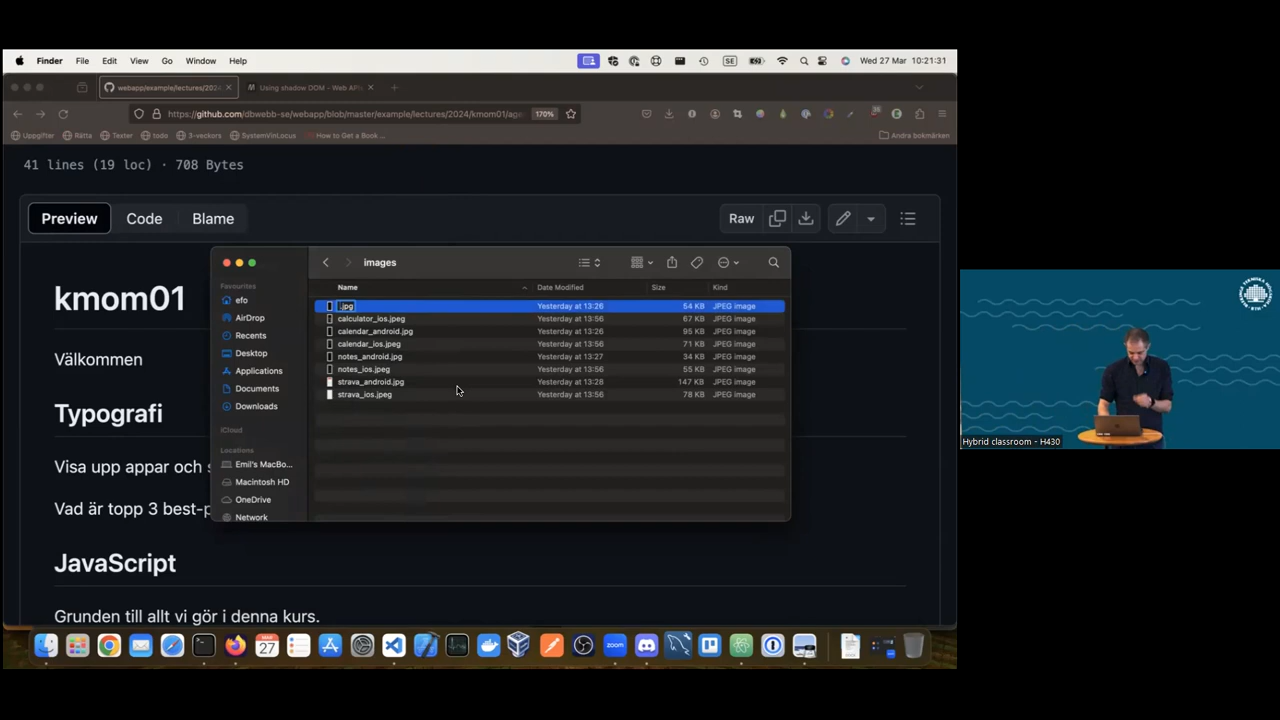 Finder File Edit View Go Window Help SE Wed 27 Mar 10:21:31
webapp/example/lectures/2024 Using shadow DOM - Web APIs
https://github.com/dbwebb-se/webapp/blob/master/example/lectures/2024/kmom01/age 170%
Uppgifter Rätta Texter todo 3-veckors SystemVinLocus How to Get a Book ... Andra bokmärken
41 lines (19 loc) · 708 Bytes
Preview Code Blame Raw
images
Favourites
Name Date Modified Size Kind
efo
.jpg Yesterday at 13:26 54 KB JPEG image
AirDrop
calculator_ios.jpeg Yesterday at 13:56 67 KB JPEG image
Recents
calendar_android.jpg Yesterday at 13:26 95 KB JPEG image
calendar_ios.jpeg Yesterday at 13:56 71 KB JPEG image
Desktop
notes_android.jpg Yesterday at 13:27 34 KB JPEG image
Applications
notes_ios.jpeg Yesterday at 13:56 55 KB JPEG image
strava_android.jpg Yesterday at 13:28 147 KB JPEG image
Documents
strava_ios.jpeg Yesterday at 13:56 78 KB JPEG image
Downloads
iCloud
Locations
Emil's MacBo...
Macintosh HD
OneDrive
Network
kmom01
Välkommen
Typografi
Visa upp appar och s
Vad är topp 3 best-p
JavaScript
Grunden till allt vi gör i denna kurs.
MAR
27
zoom
Hybrid classroom - H430